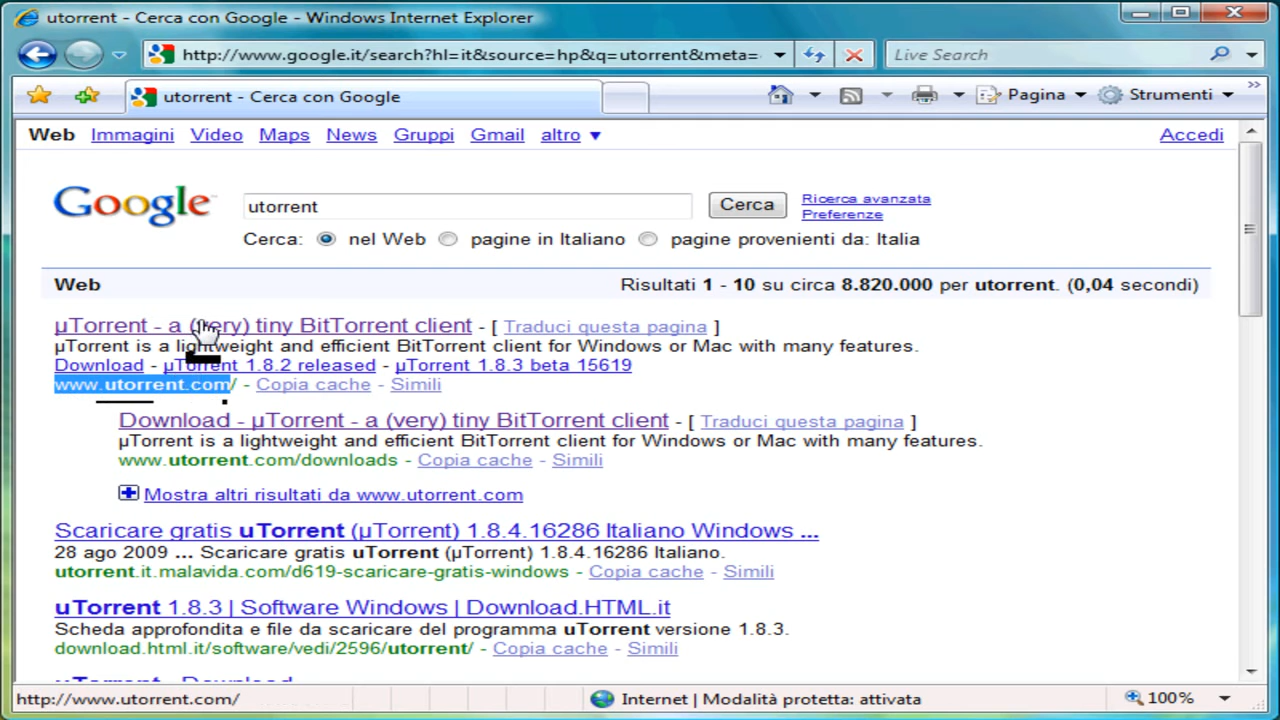 utorrent - Cerca con Google - Windows Internet Explorer
http://www.google.it/search?hl=it&source=hp&q=utorrent&meta=
Live Search
utorrent - Cerca con Google
Pagina
Strumenti
Web Immagini Video Maps News Gruppi Gmail altro ▼ Accedi
Google
utorrent
Cerca
Ricerca avanzata
Preferenze
Cerca: nel Web pagine in Italiano pagine provenienti da: Italia
Web Risultati 1 - 10 su circa 8.820.000 per utorrent. (0,04 secondi)
µTorrent - a (very) tiny BitTorrent client - [ Traduci questa pagina ]
µTorrent is a lightweight and efficient BitTorrent client for Windows or Mac with many features.
Download - µTorrent 1.8.2 released - µTorrent 1.8.3 beta 15619
www.utorrent.com/ - Copia cache - Simili
Download - µTorrent - a (very) tiny BitTorrent client - [ Traduci questa pagina ]
µTorrent is a lightweight and efficient BitTorrent client for Windows or Mac with many features.
www.utorrent.com/downloads - Copia cache - Simili
Mostra altri risultati da www.utorrent.com
Scaricare gratis uTorrent (µTorrent) 1.8.4.16286 Italiano Windows ...
28 ago 2009 ... Scaricare gratis uTorrent (µTorrent) 1.8.4.16286 Italiano.
utorrent.it.malavida.com/d619-scaricare-gratis-windows - Copia cache - Simili
uTorrent 1.8.3 | Software Windows | Download.HTML.it
Scheda approfondita e file da scaricare del programma uTorrent versione 1.8.3.
download.html.it/software/vedi/2596/utorrent/ - Copia cache - Simili
uTorrent - Download
http://www.utorrent.com/ Internet | Modalità protetta: attivata 100%